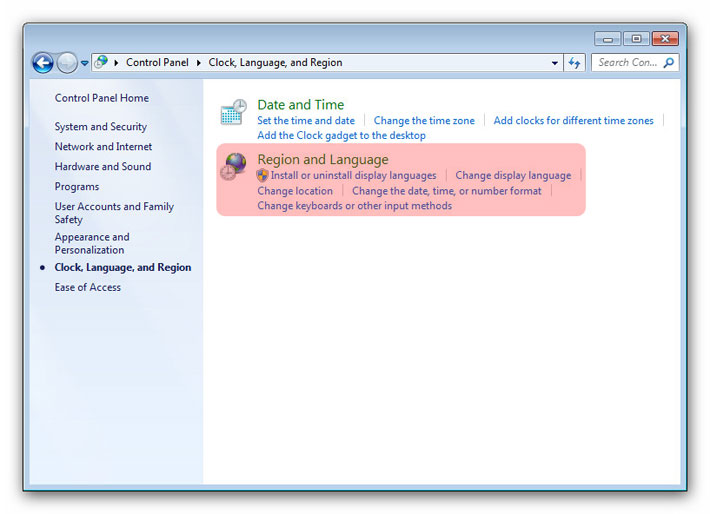 Control Panel Clock, Language, and Region Search Con...
Control Panel Home
System and Security
Network and Internet
Hardware and Sound
Programs
User Accounts and Family
Safety
Appearance and
Personalization
Clock, Language, and Region
Ease of Access
Date and Time
Set the time and date Change the time zone Add clocks for different time zones
Add the Clock gadget to the desktop
Region and Language
Install or uninstall display languages Change display language
Change location Change the date, time, or number format
Change keyboards or other input methods